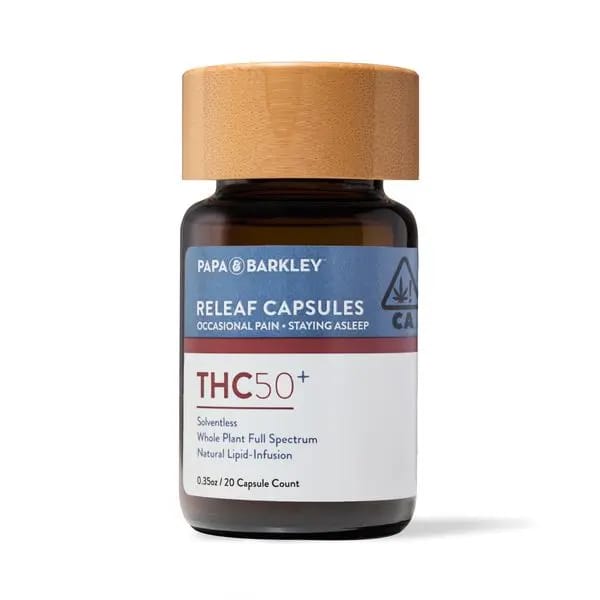 PAPA & BARKLEY™
RELEAF CAPSULES
OCCASIONAL PAIN • STAYING ASLEEP
CA
THC50+
Solventless
Whole Plant Full Spectrum
Natural Lipid-Infusion
0.35oz / 20 Capsule Count